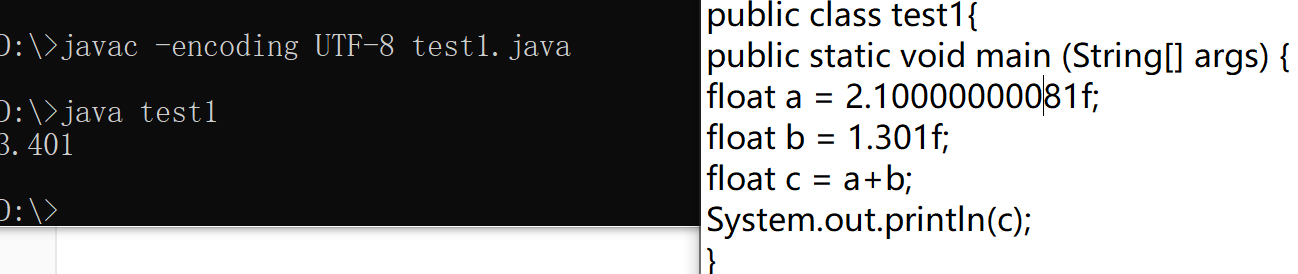 D:\>javac -encoding UTF-8 test1.java
D:\>java test1
3.401
D:\>
public class test1{
public static void main (String[] args) {
float a = 2.10000000081f;
float b = 1.301f;
float c = a+b;
System.out.println(c);
}